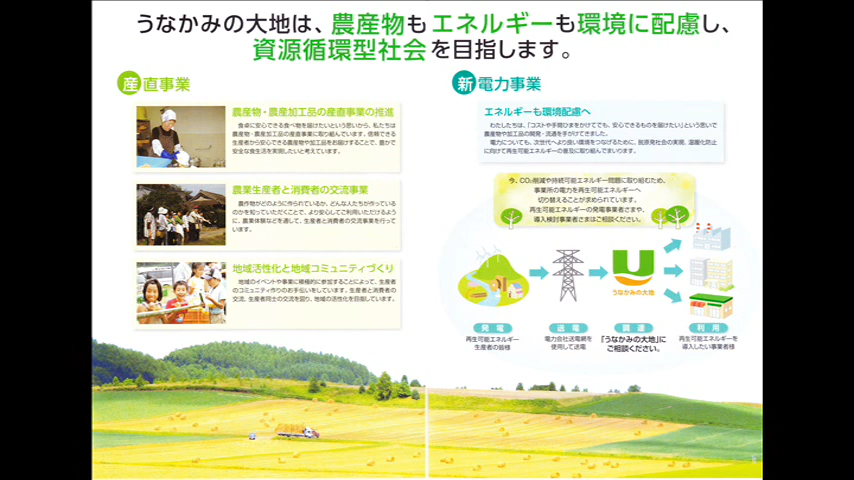 うなかみの大地は、農産物もエネルギーも環境に配慮し、
資源循環型社会を目指します。
産直事業
農産物・農産加工品の産直事業の推進
食卓に安心できる食べ物を届けたいという思いから、私たちは
農産物・農産加工品の産直事業に取り組んでいます。信頼できる
生産者から安心できる農産物や加工品をお届けすることで、豊かで
安全な食生活を実現したいと考えています。
農業生産者と消費者の交流事業
農作物がどのように作られているか、どんな人たちが作っている
のかを知っていただくことで、より安心してご利用いただけるよう
に、農業体験などを通して、生産者と消費者の交流事業を行って
います。
地域活性化と地域コミュニティづくり
地域のイベントや事業に積極的に参加することによって、生産者
のコミュニティ作りのお手伝いをしています。生産者と消費者の
交流、生産者同士の交流を図り、地域の活性化を目指しています。
新電力事業
エネルギーも環境配慮へ
わたしたちは、「コストや手間ひまをかけてでも、安心できるものを届けたい」という思いで
農産物や加工品の開発・流通を手がけてきました。
電力についても、次世代へより良い環境をつなげるために、脱原発社会の実現、温暖化防止
に向けて再生可能エネルギーの普及に取り組んでまいります。
今、CO₂削減や持続可能エネルギー問題に取り組むため、
事業所の電力を再生可能エネルギーへ
切り替えることが求められています。
再生可能エネルギーの発電事業者さまや、
導入検討事業者さまはご相談ください。
うなかみの大地
発電
再生可能エネルギー
生産者の皆様
送電
電力会社送電網を
使用して送電
調達
「うなかみの大地」に
ご相談ください。
利用
再生可能エネルギーを
導入したい事業者様